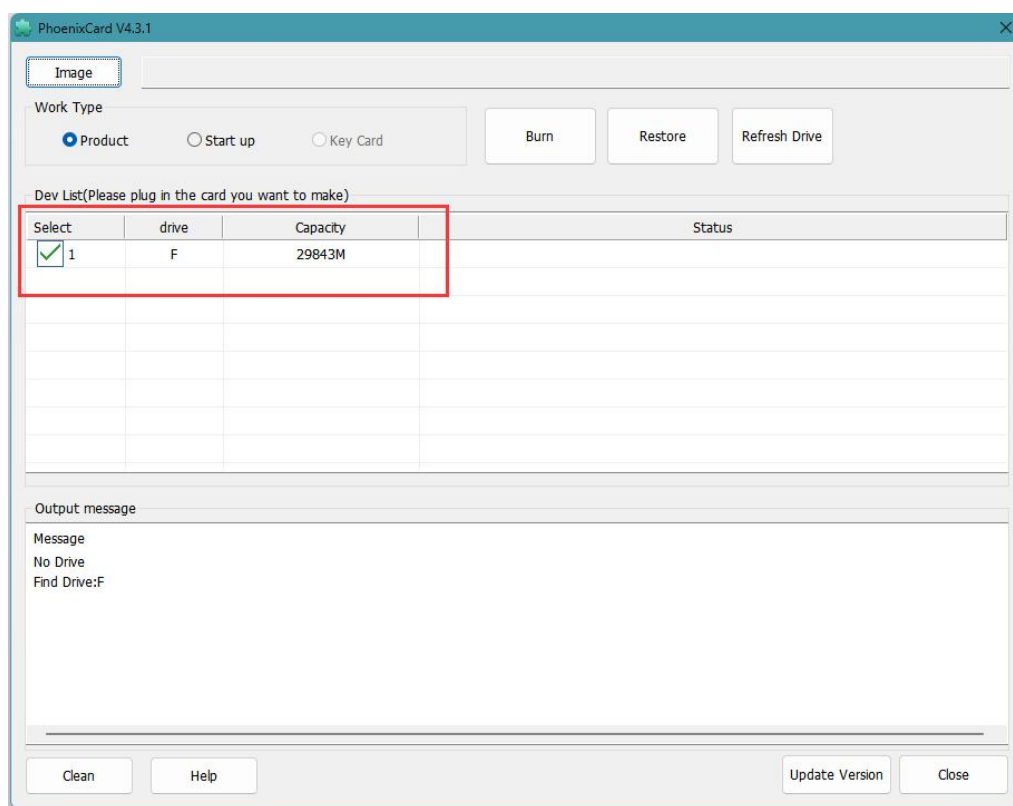 PhoenixCard V4.3.1
Image
Work Type
Product Start up Key Card
Burn Restore Refresh Drive
Dev List(Please plug in the card you want to make)
Select drive Capacity Status
1 F 29843M
Output message
Message
No Drive
Find Drive:F
Clean Help Update Version Close